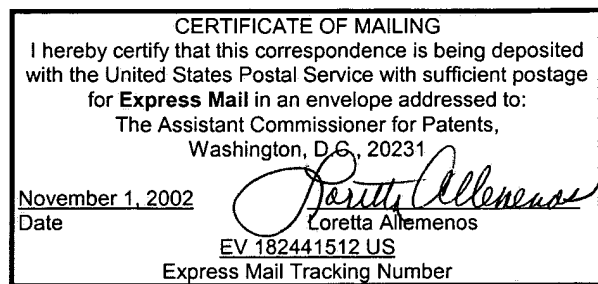 CERTIFICATE OF MAILING
I hereby certify that this correspondence is being deposited
with the United States Postal Service with sufficient postage
for Express Mail in an envelope addressed to:
The Assistant Commissioner for Patents,
Washington, D.C., 20231
November 1, 2002 Loretta Allemenos
Date Loretta Allemenos
EV 182441512 US
Express Mail Tracking Number